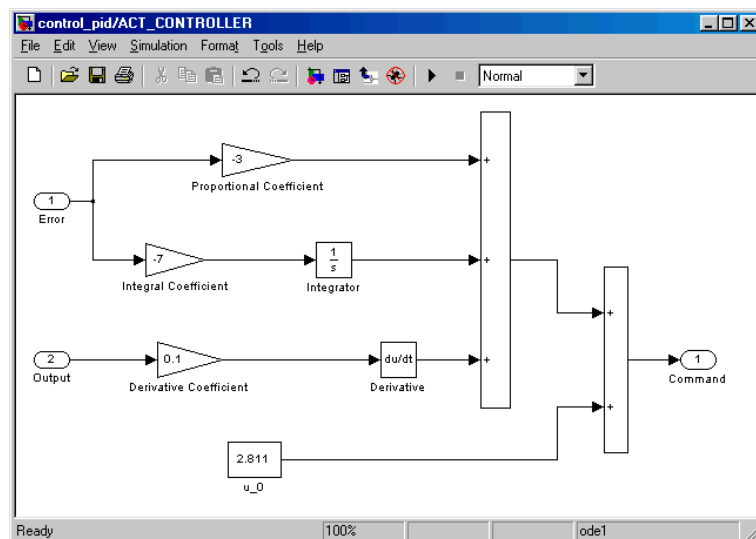 control_pid/ACT_CONTROLLER
File Edit View Simulation Format Tools Help
Normal
-3
+
Proportional Coefficient
1
Error
-7
1
s
+
Integral Coefficient
Integrator
+
2
0.1
du/dt
+
1
Output
Derivative Coefficient
Derivative
Command
+
2.811
u_0
Ready 100% ode1